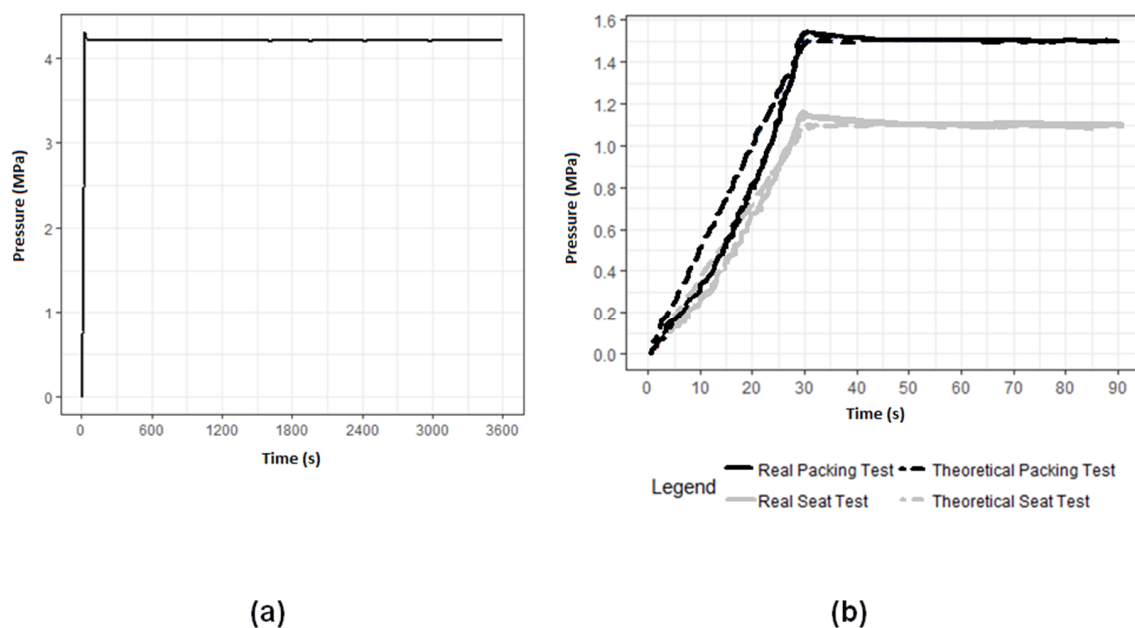 4
3
2
1
0
Pressure (MPa)
0 600 1200 1800 2400 3000 3600
Time (s)
(a)
1.6
1.4
1.2
1.0
0.8
0.6
0.4
0.2
0.0
Pressure (MPa)
0 10 20 30 40 50 60 70 80 90
Time (s)
Legend
Real Packing Test Theoretical Packing Test
Real Seat Test Theoretical Seat Test
(b)